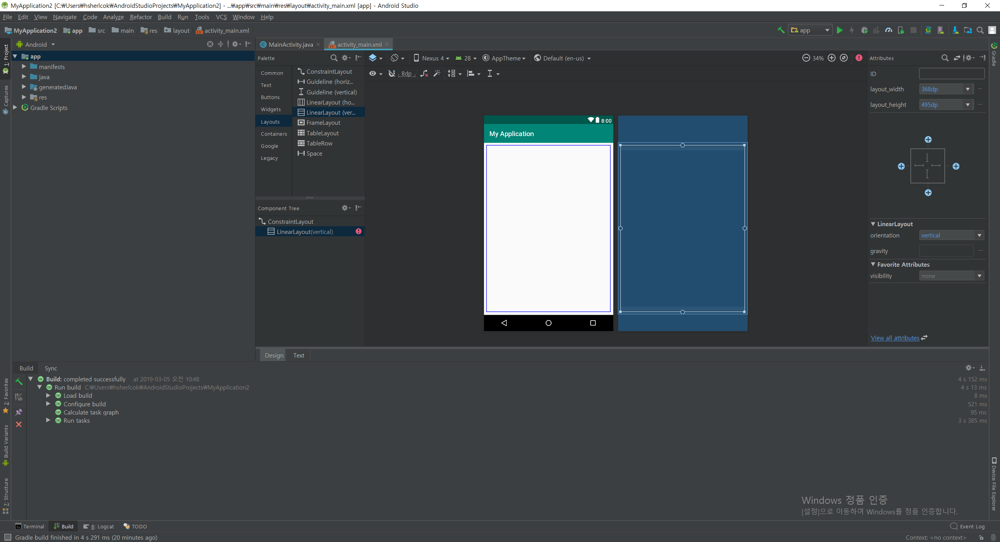 MyApplication2 [C:₩Users₩hsherlcok₩AndroidStudioProjects₩MyApplication2] - ...₩app₩src₩main₩res₩layout₩activity_main.xml [app] - Android Studio
File Edit View Navigate Code Analyze Refactor Build Run Tools VCS Window Help
MyApplication2 app src main res layout activity_main.xml
app
1: Project
Captures
2: Favorites
Build Variants
7: Structure
Android
app
manifests
java
generatedJava
res
Gradle Scripts
MainActivity.java activity_main.xml
Palette
Common
Text
Buttons
Widgets
Layouts
Containers
Google
Legacy
ConstraintLayout
Guideline (horiz...
Guideline (vertical)
LinearLayout (ho...
LinearLayout (ver...
FrameLayout
TableLayout
TableRow
Space
Component Tree
ConstraintLayout
LinearLayout(vertical)
Nexus 4 28 AppTheme Default (en-us) 34%
8dp
8:00
My Application
Design Text
Attributes
ID
layout_width 368dp ...
layout_height 495dp ...
LinearLayout
orientation vertical
gravity ...
Favorite Attributes
visibility none
View all attributes
Gradle
Device File Explorer
Build Sync
Build: completed successfully at 2019-03-05 오전 10:48 4 s 152 ms
Run build C:₩Users₩hsherlcok₩AndroidStudioProjects₩MyApplication2 4 s 13 ms
Load build 8 ms
Configure build 521 ms
Calculate task graph 95 ms
Run tasks 3 s 385 ms
Windows 정품 인증
[설정]으로 이동하여 Windows를 정품 인증합니다.
Terminal Build 6: Logcat TODO Event Log
Gradle build finished in 4 s 291 ms (20 minutes ago) Context: <no context>